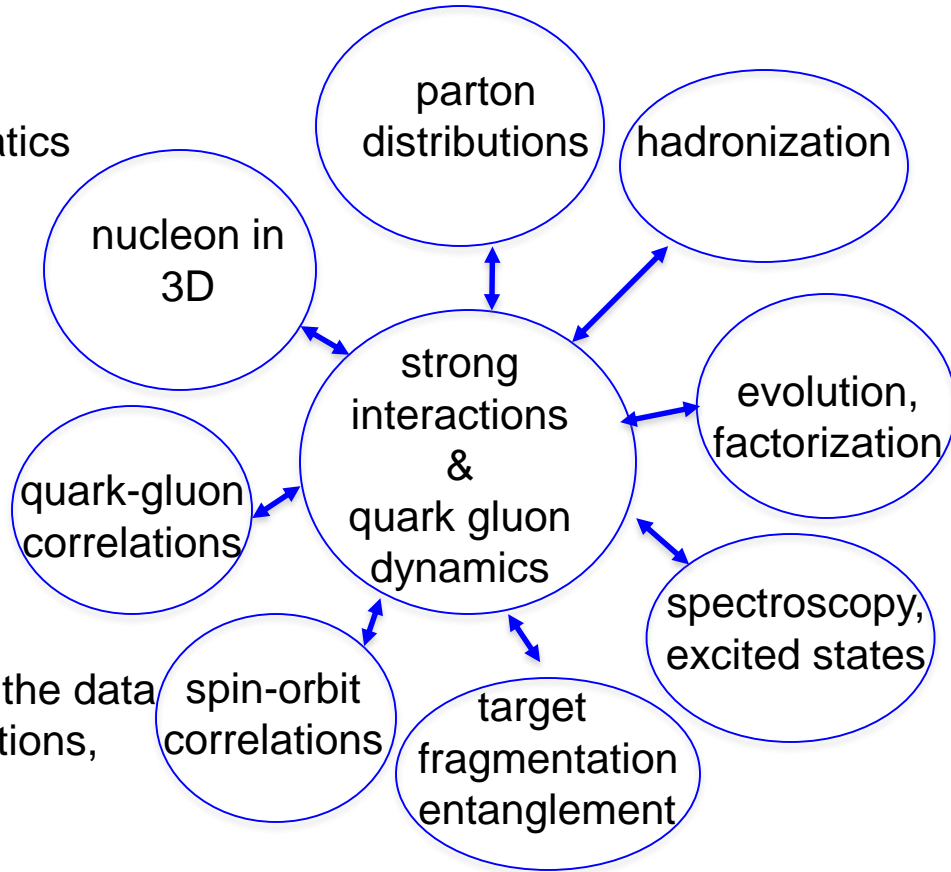 parton
distributions
hadronization
atics
nucleon in
3D
strong
interactions
&
quark gluon
dynamics
evolution,
factorization
quark-gluon
correlations
spectroscopy,
excited states
the data
tions,
spin-orbit
correlations
target
fragmentation
entanglement